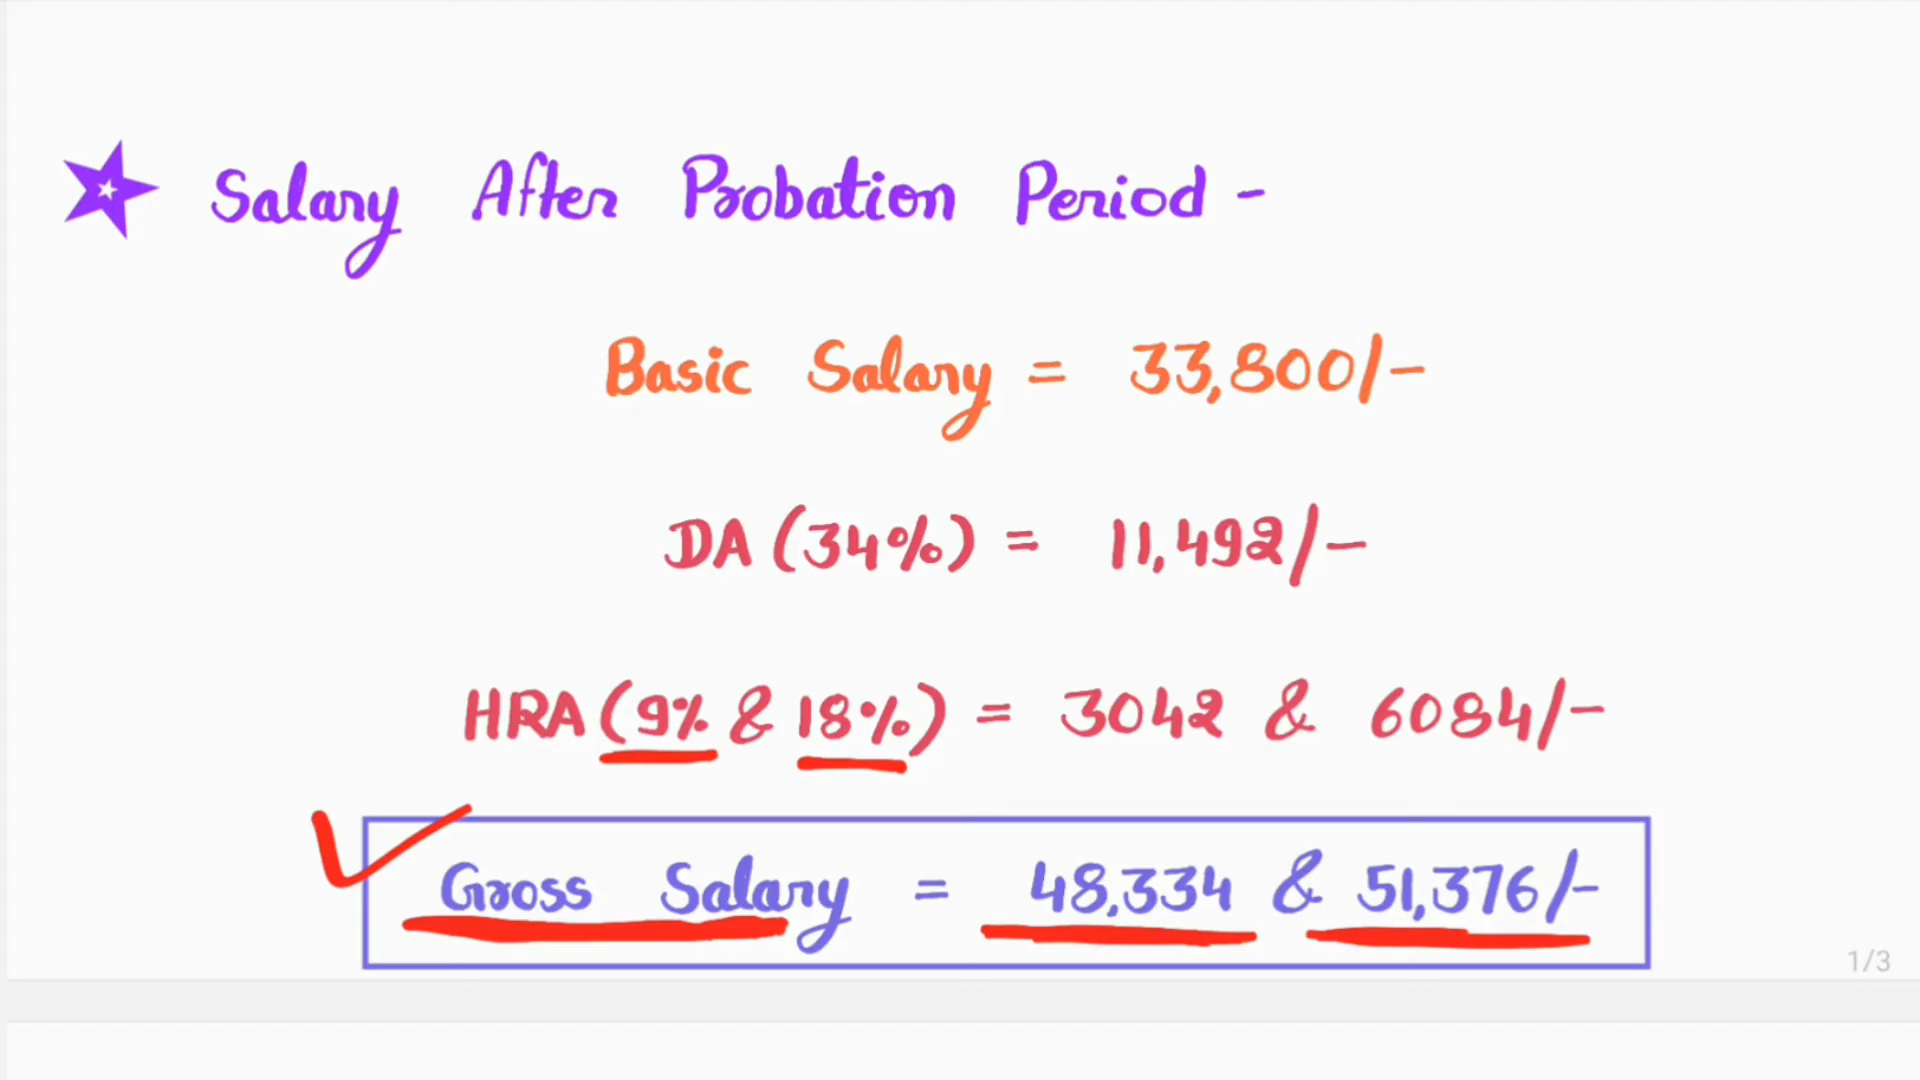 Salary After Probation Period -
Basic Salary = 33,800/-
DA (34%) = 11,492/-
HRA (9% & 18%) = 3042 & 6084/-
Gross Salary = 48,334 & 51,376/-
1/3